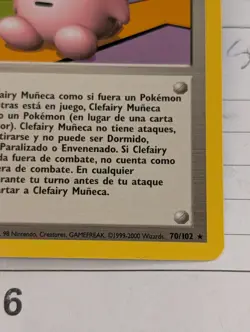 airy Muñeca como si fuera un Pokémon
tras está en juego, Clefairy Muñeca
o un Pokémon (en lugar de una carta
or). Clefairy Muñeca no tiene ataques,
tirarse y no puede ser Dormido,
Paralizado o Envenenado. Si Clefairy
da fuera de combate, no cuenta como
era de combate. En cualquier
urante tu turno antes de tu ataque
artar a Clefairy Muñeca.
98 Nintendo, Creatures, GAMEFREAK. ©1999-2000 Wizards. 70/102 ★
6